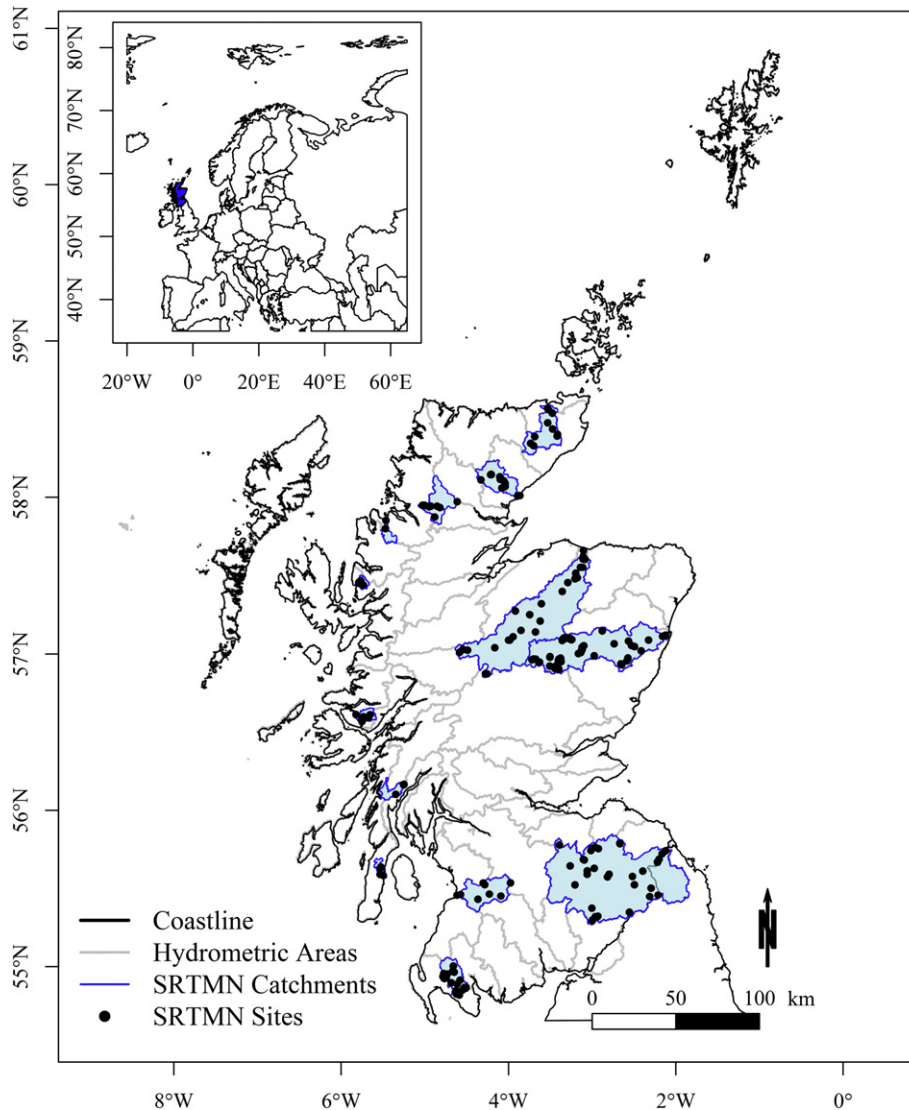 61°N
60°N
59°N
58°N
57°N
56°N
55°N
80°N
70°N
60°N
50°N
40°N
20°W 0° 20°E 40°E 60°E
Coastline
Hydrometric Areas
SRTMN Catchments
SRTMN Sites
N
0 50 100 km
8°W 6°W 4°W 2°W 0°